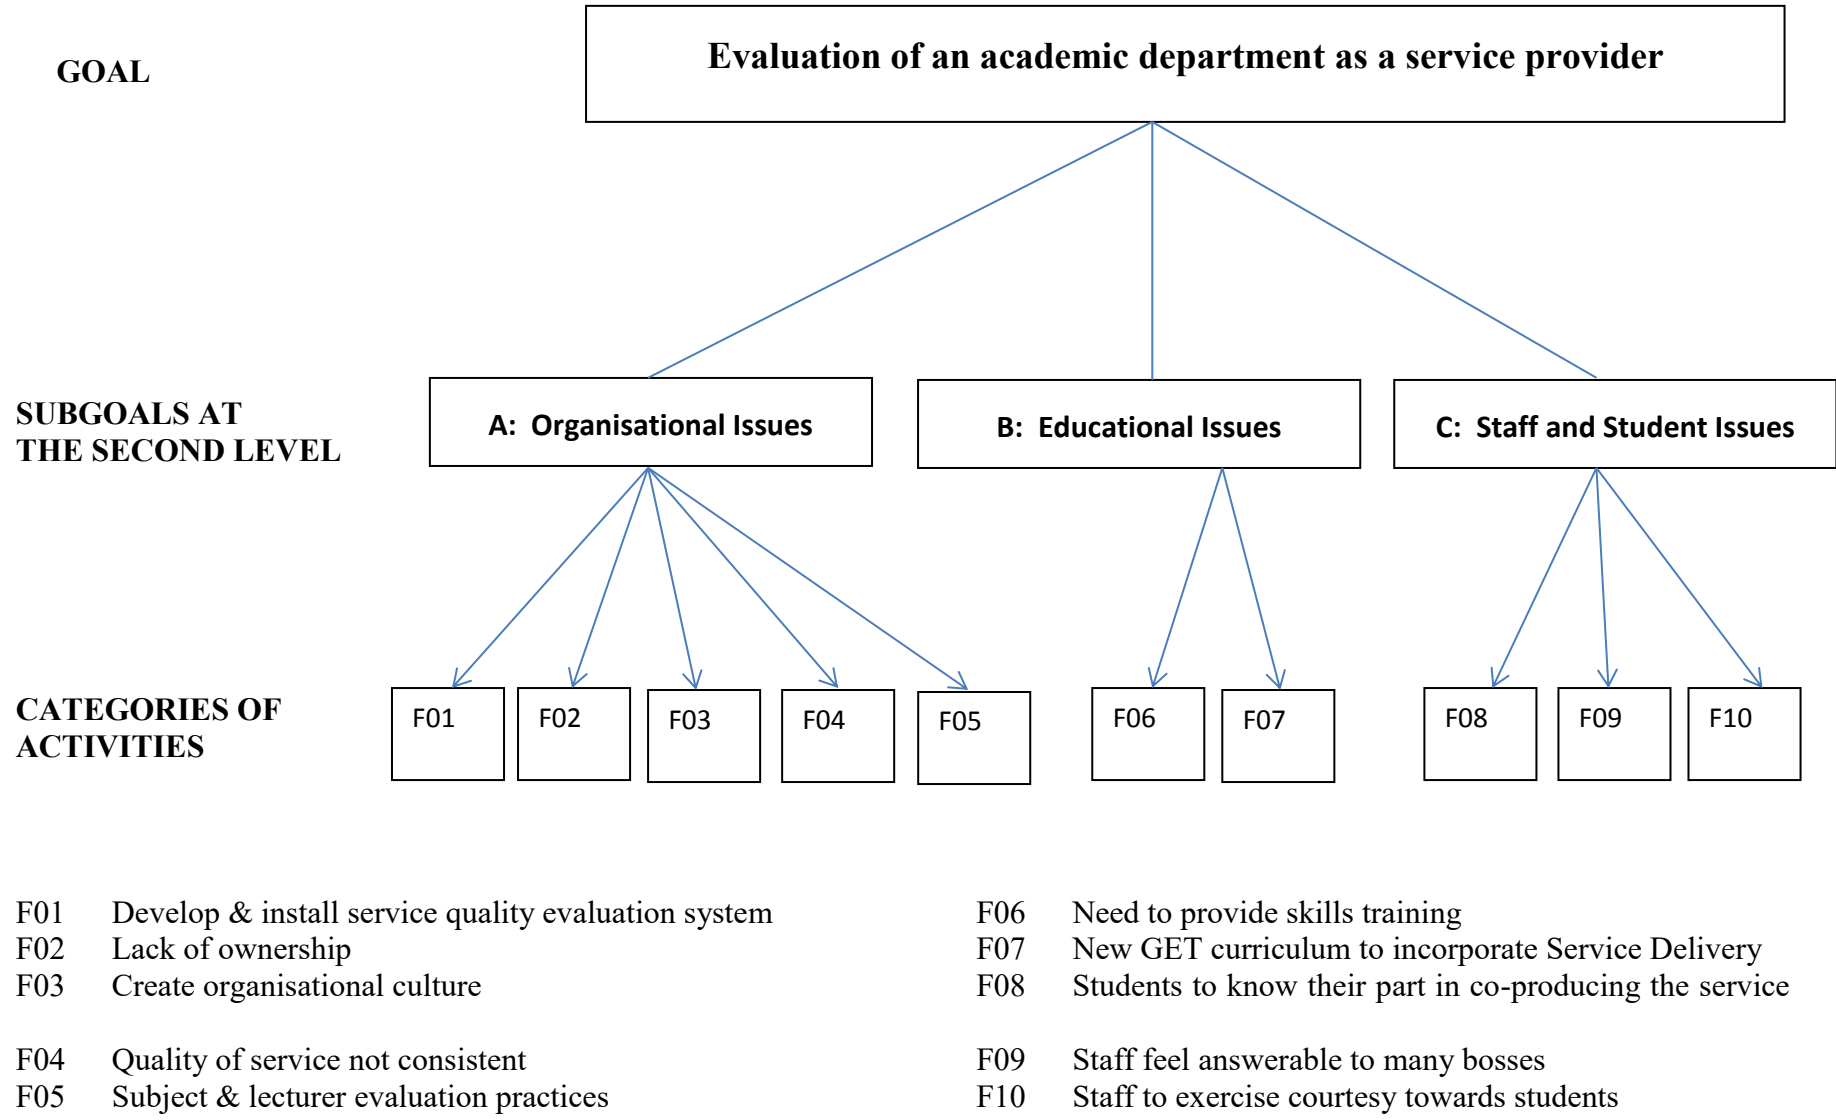 Evaluation of an academic department as a service provider
GOAL
SUBGOALS AT
THE SECOND LEVEL
A: Organisational Issues
B: Educational Issues
C: Staff and Student Issues
CATEGORIES OF
ACTIVITIES
F01
F02
F03
F04
F05
F06
F07
F08
F09
F10
F01 Develop & install service quality evaluation system
F02 Lack of ownership
F03 Create organisational culture
F04 Quality of service not consistent
F05 Subject & lecturer evaluation practices
F06 Need to provide skills training
F07 New GET curriculum to incorporate Service Delivery
F08 Students to know their part in co-producing the service
F09 Staff feel answerable to many bosses
F10 Staff to exercise courtesy towards students